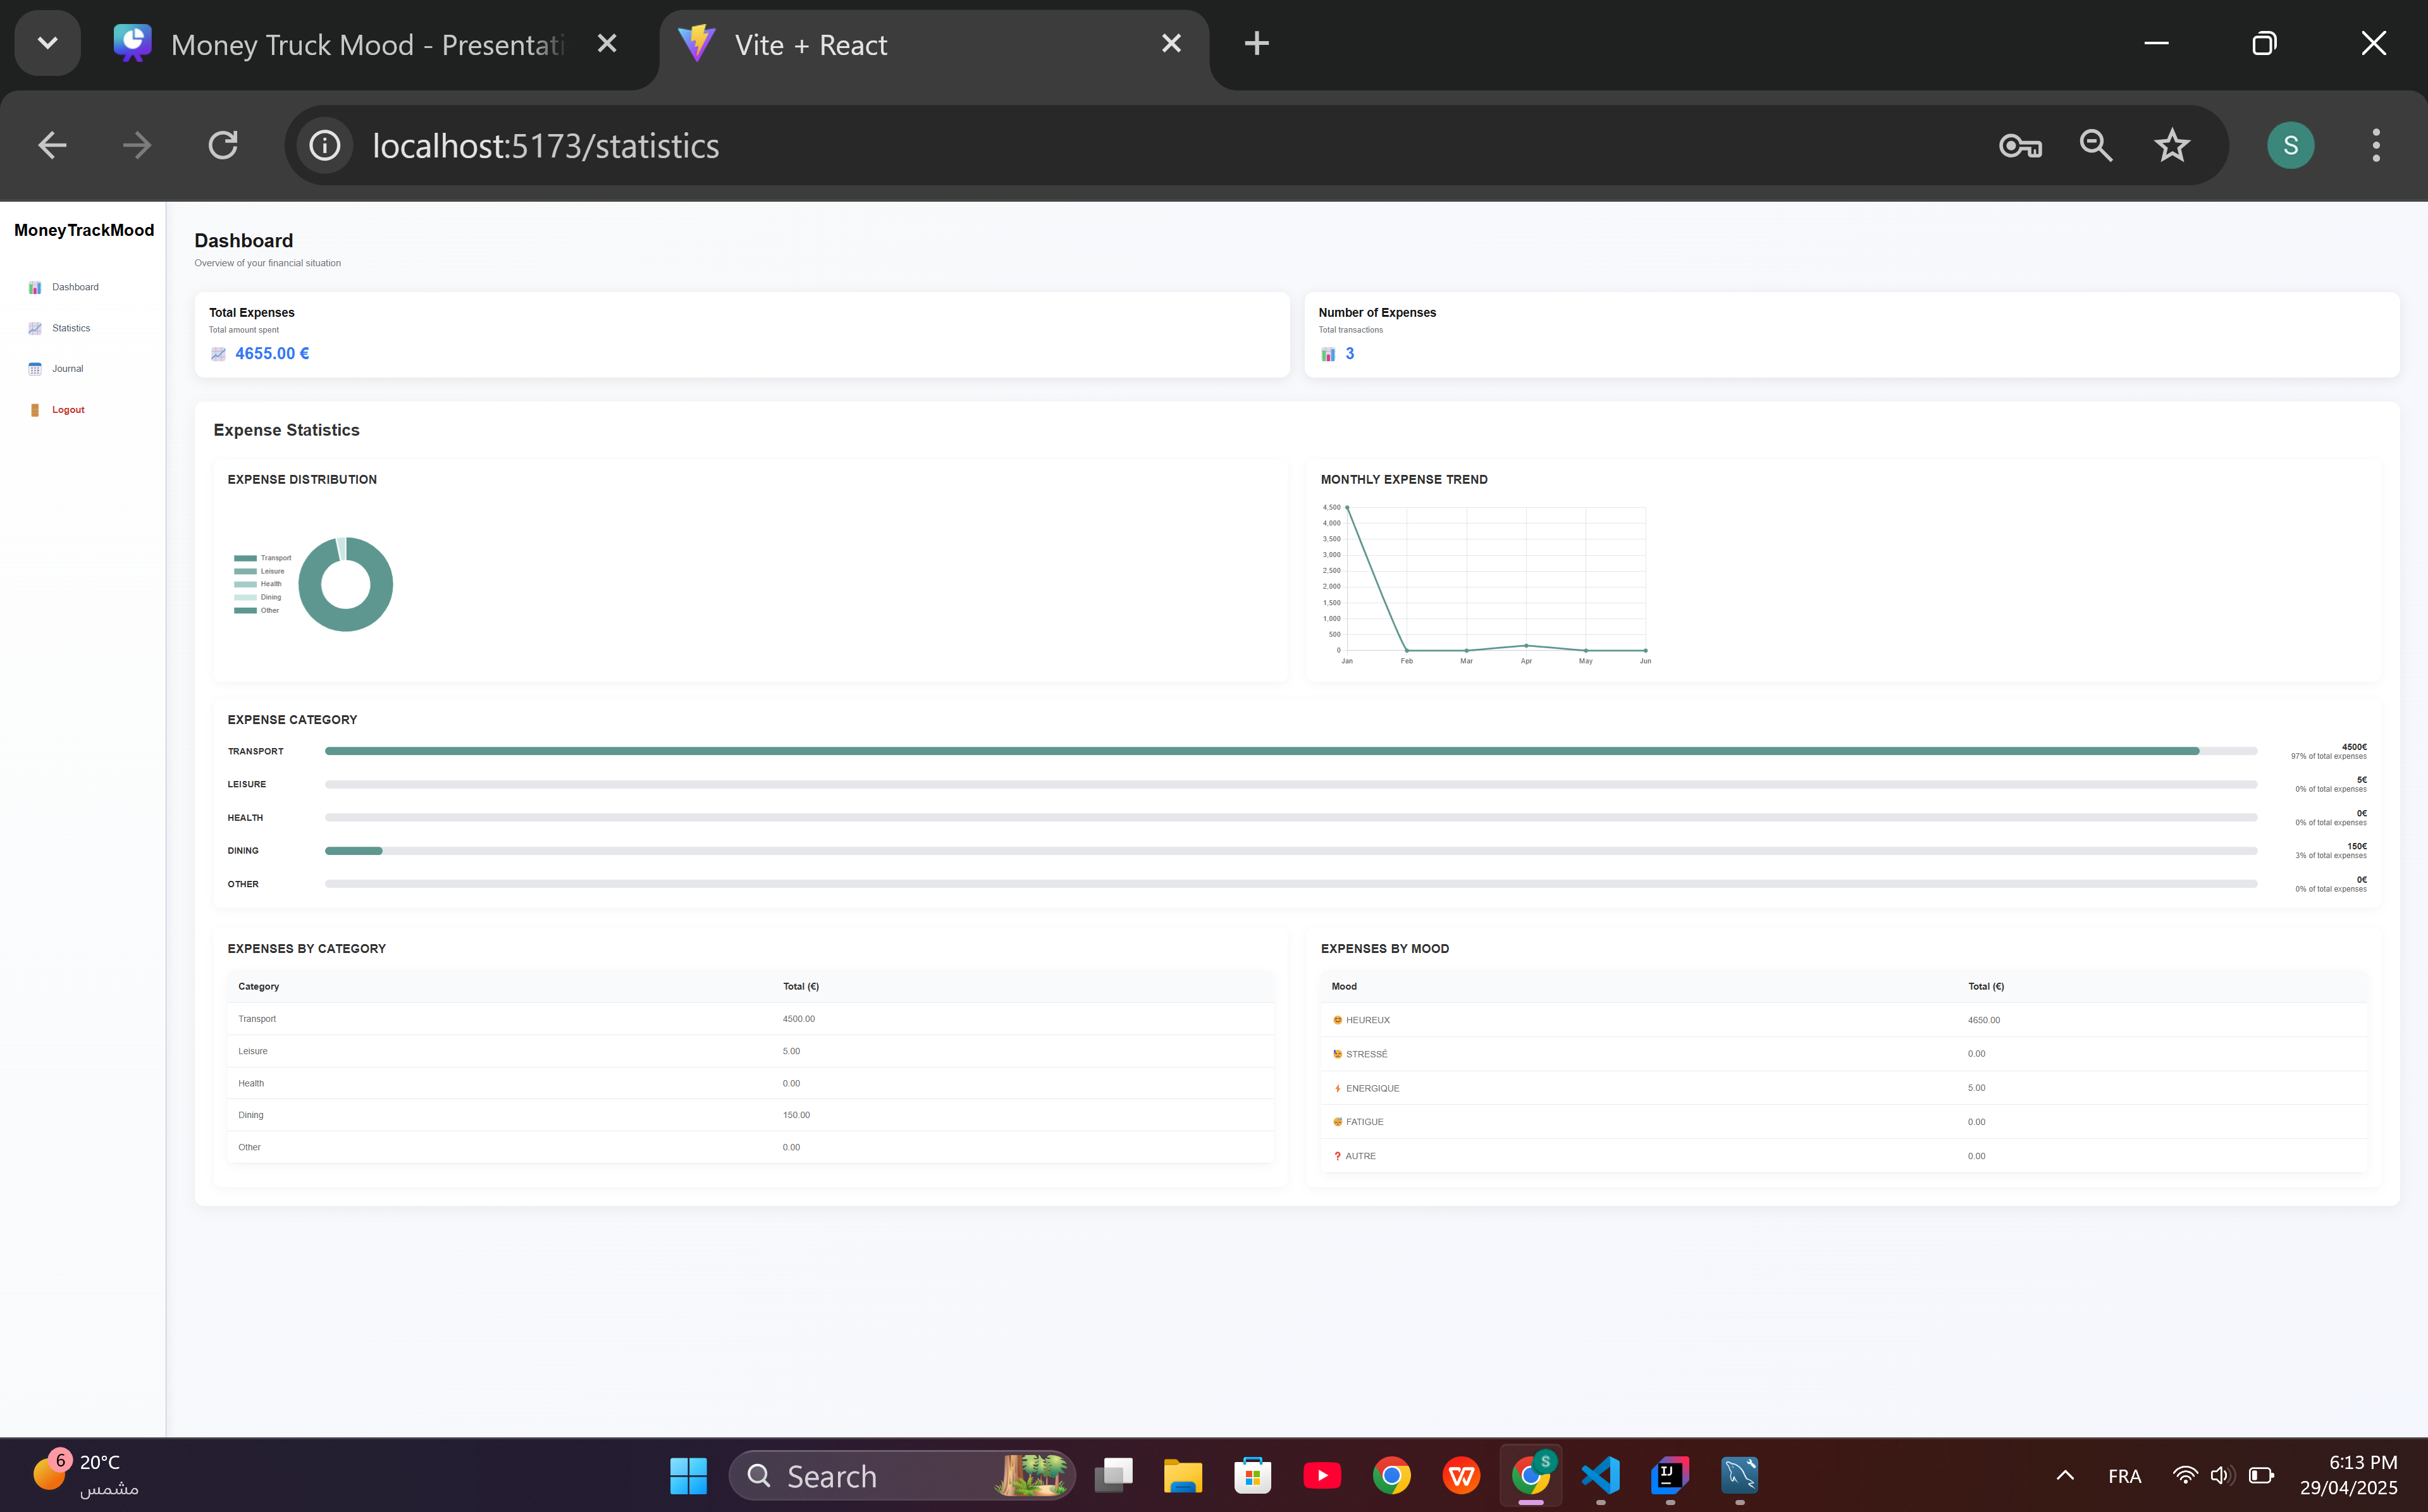 Money Truck Mood - Presentati
Vite + React
localhost:5173/statistics
S
MoneyTrackMood
Dashboard
Statistics
Journal
Logout
Dashboard
Overview of your financial situation
Total Expenses
Total amount spent
4655.00 €
Number of Expenses
Total transactions
3
Expense Statistics
EXPENSE DISTRIBUTION
Transport
Leisure
Health
Dining
Other
MONTHLY EXPENSE TREND
4,500
4,000
3,500
3,000
2,500
2,000
1,500
1,000
500
0
Jan Feb Mar Apr May Jun
EXPENSE CATEGORY
TRANSPORT 4500€
97% of total expenses
LEISURE 5€
0% of total expenses
HEALTH 0€
0% of total expenses
DINING 150€
3% of total expenses
OTHER 0€
0% of total expenses
EXPENSES BY CATEGORY
Category Total (€)
Transport 4500.00
Leisure 5.00
Health 0.00
Dining 150.00
Other 0.00
EXPENSES BY MOOD
Mood Total (€)
HEUREUX 4650.00
STRESSÉ 0.00
ENERGIQUE 5.00
FATIGUE 0.00
AUTRE 0.00
6
20°C
مشمس
Search
S
FRA
6:13 PM
29/04/2025